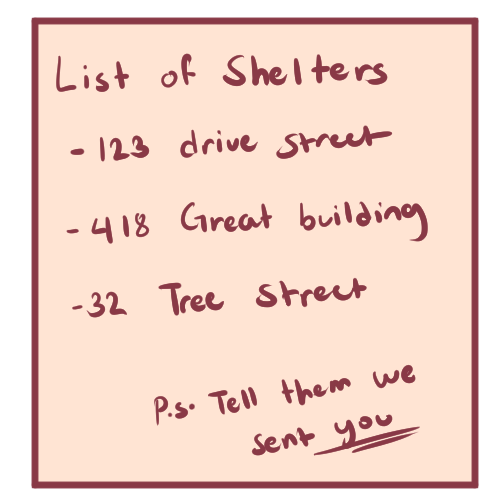 List of Shelters
- 123 drive street
- 418 Great building
- 32 Tree Street
P.S. Tell them we
sent you